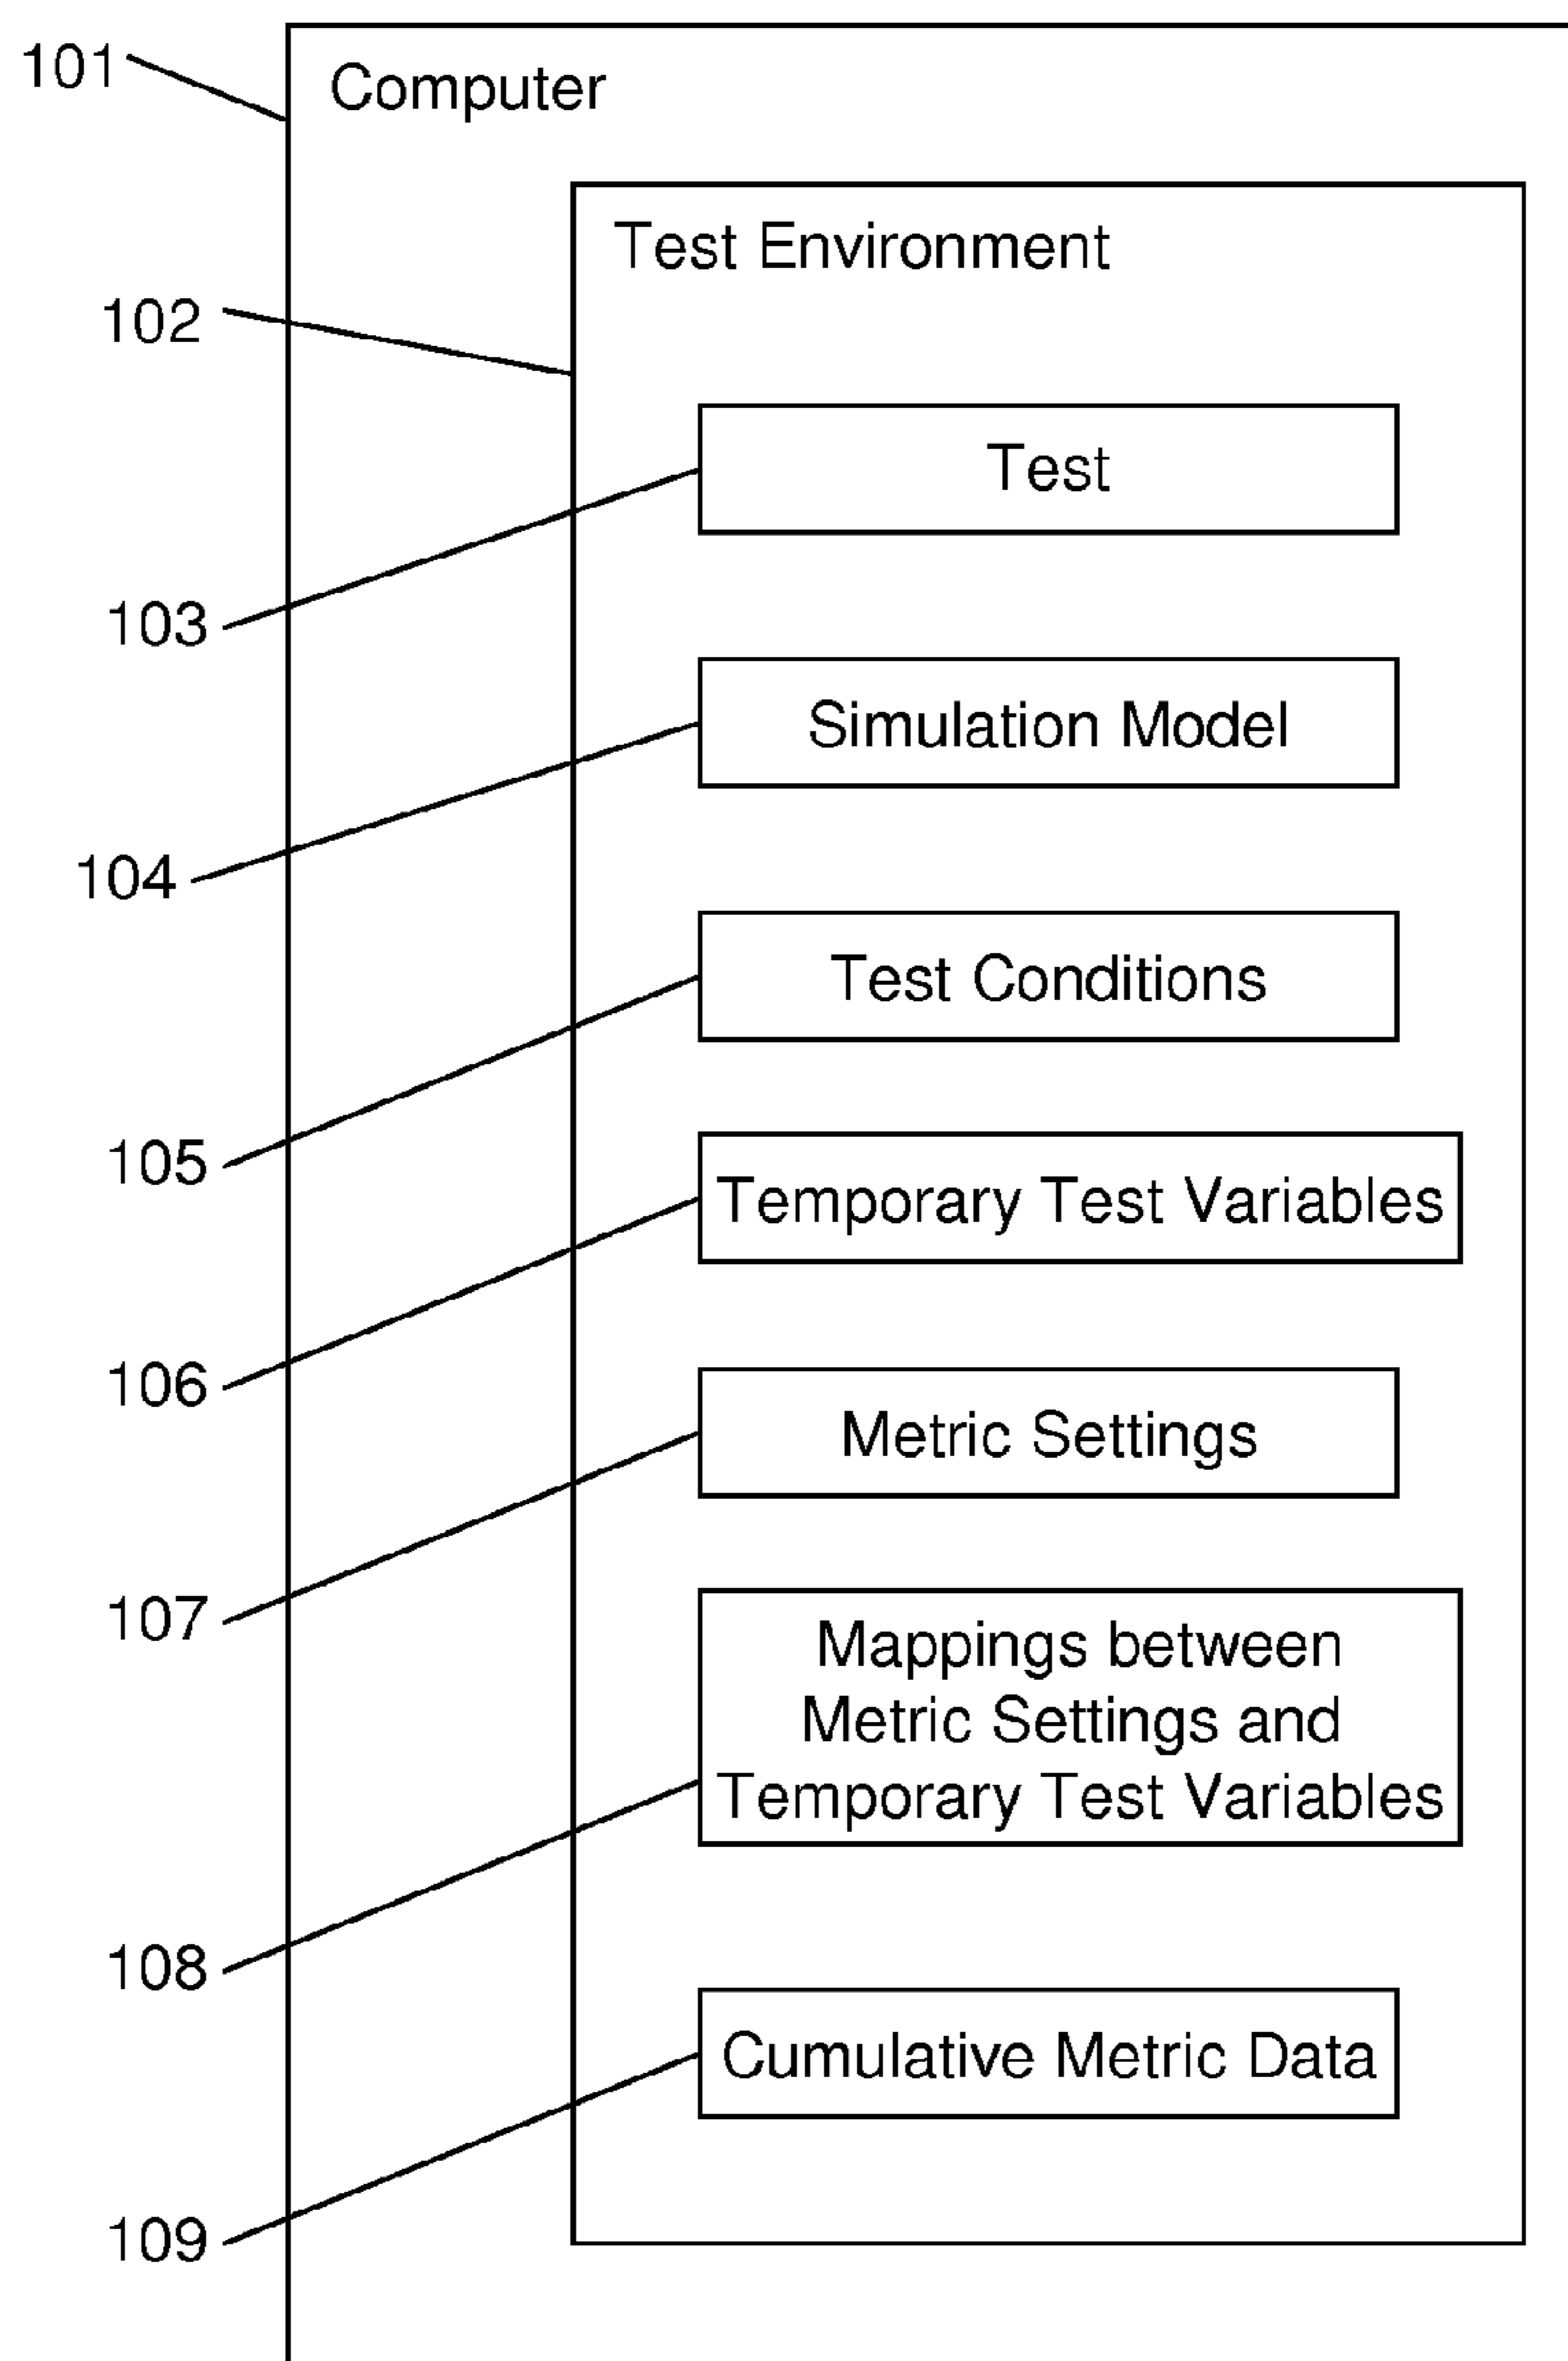 101
Computer
Test Environment
102
Test
103
Simulation Model
104
Test Conditions
105
Temporary Test Variables
106
Metric Settings
107
Mappings between
Metric Settings and
Temporary Test Variables
108
Cumulative Metric Data
109